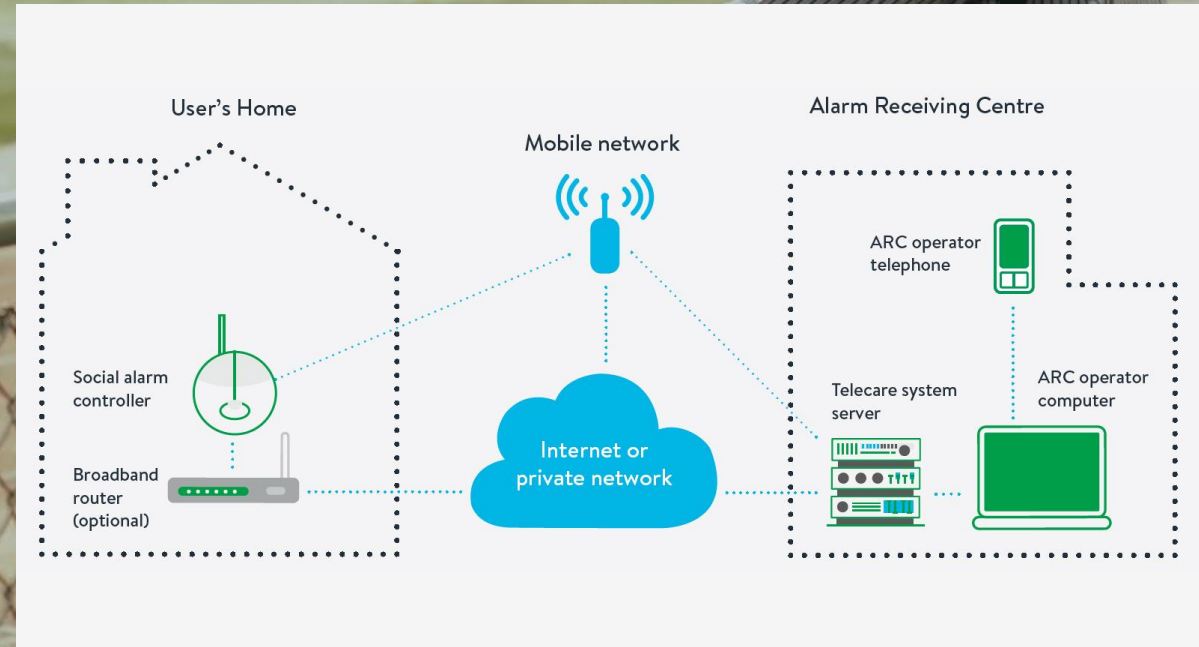 User's Home
Mobile network
Alarm Receiving Centre
ARC operator
telephone
Social alarm
controller
Telecare system
server
ARC operator
computer
Broadband
router
(optional)
Internet or
private network